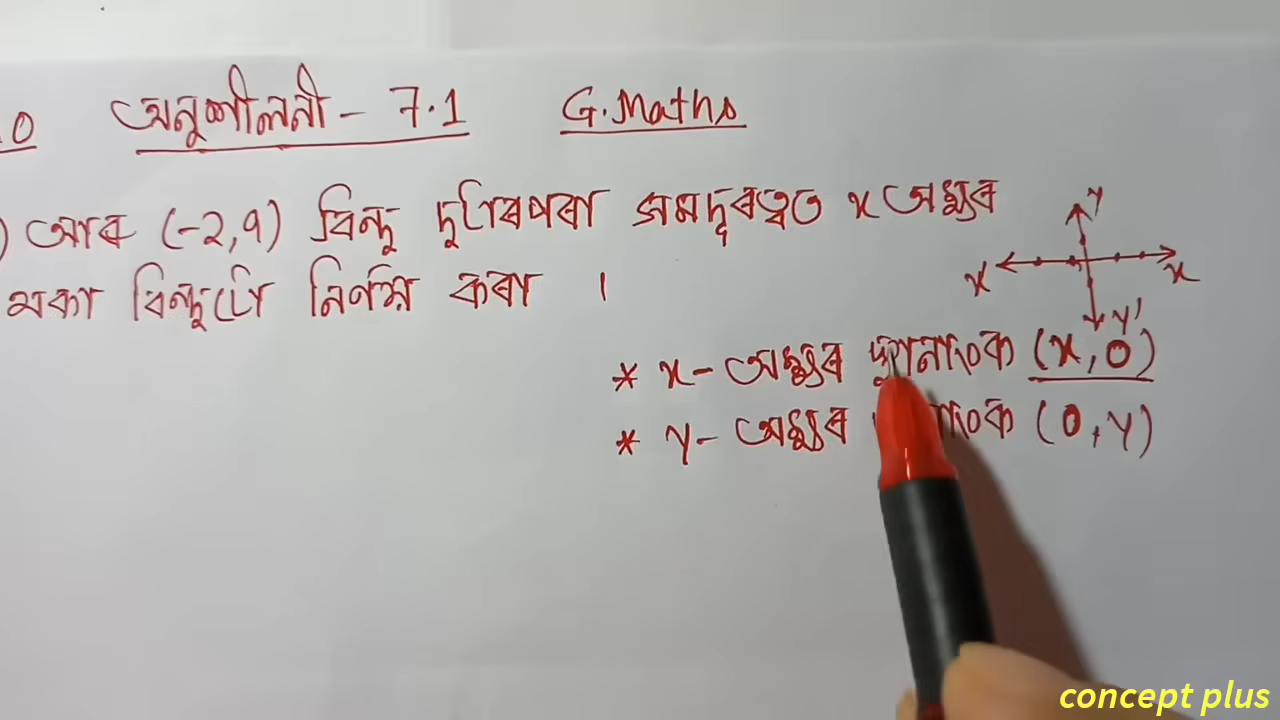 .0 অনুশীলনী - 7.1 G.Maths
) আৰু (-2,9) বিন্দু দুটাৰপৰা সমদূৰত্বত x অক্ষৰ
থকা বিন্দুটো নিৰ্ণয় কৰা ।
y
x x
y'
* x- অক্ষৰ স্থানাংক (x, 0)
* y- অক্ষৰ (0, y)
concept plus